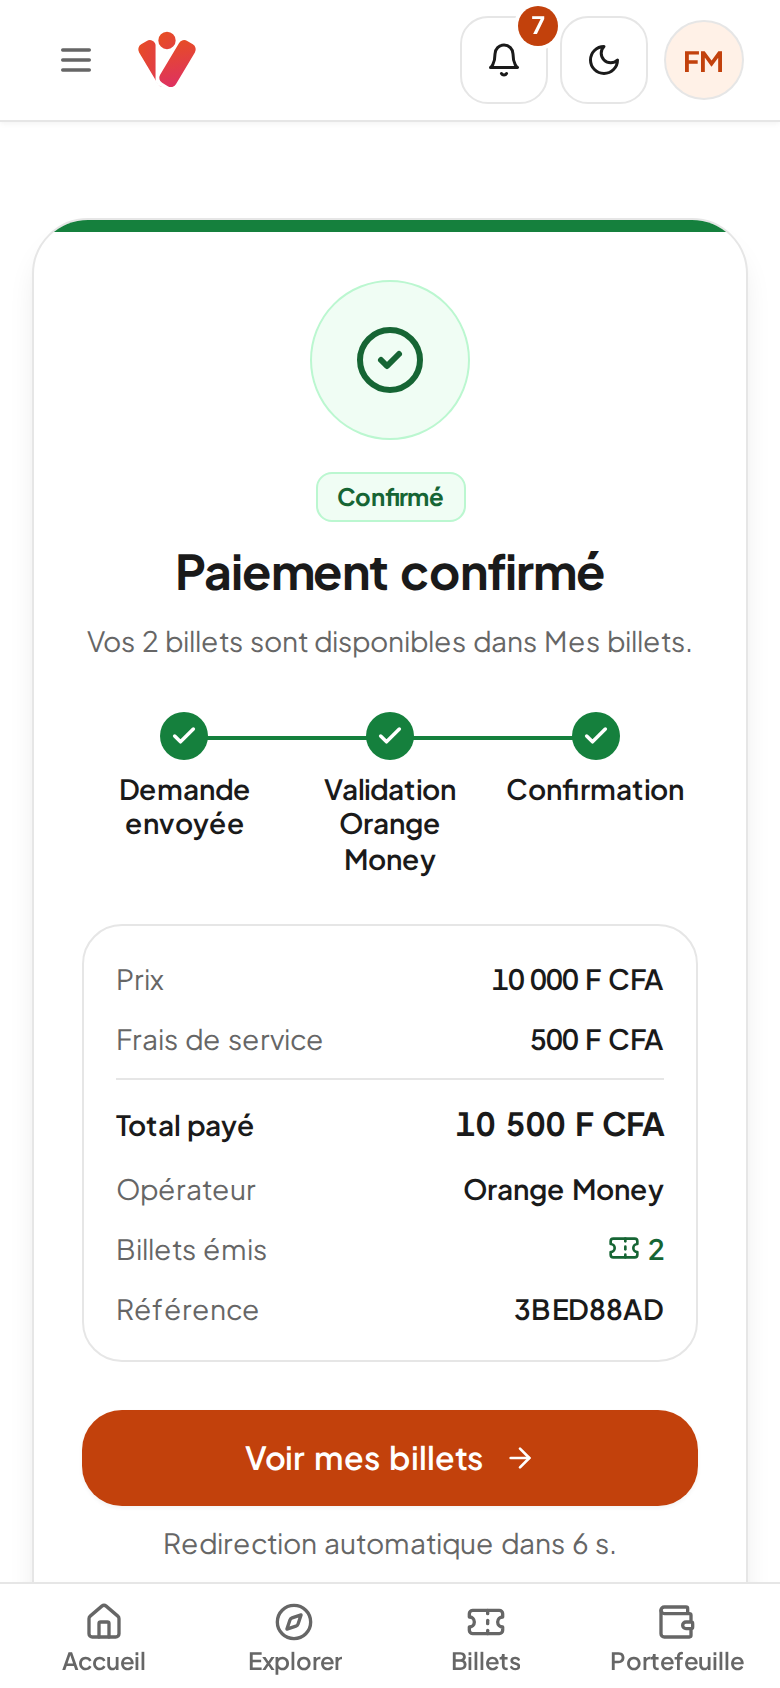 7
FM
Confirmé
Paiement confirmé
Vos 2 billets sont disponibles dans Mes billets.
Demande
envoyée
Validation
Orange
Money
Confirmation
Prix 10 000 F CFA
Frais de service 500 F CFA
Total payé 10 500 F CFA
Opérateur Orange Money
Billets émis 2
Référence 3BED88AD
Voir mes billets →
Redirection automatique dans 6 s.
Accueil Explorer Billets Portefeuille